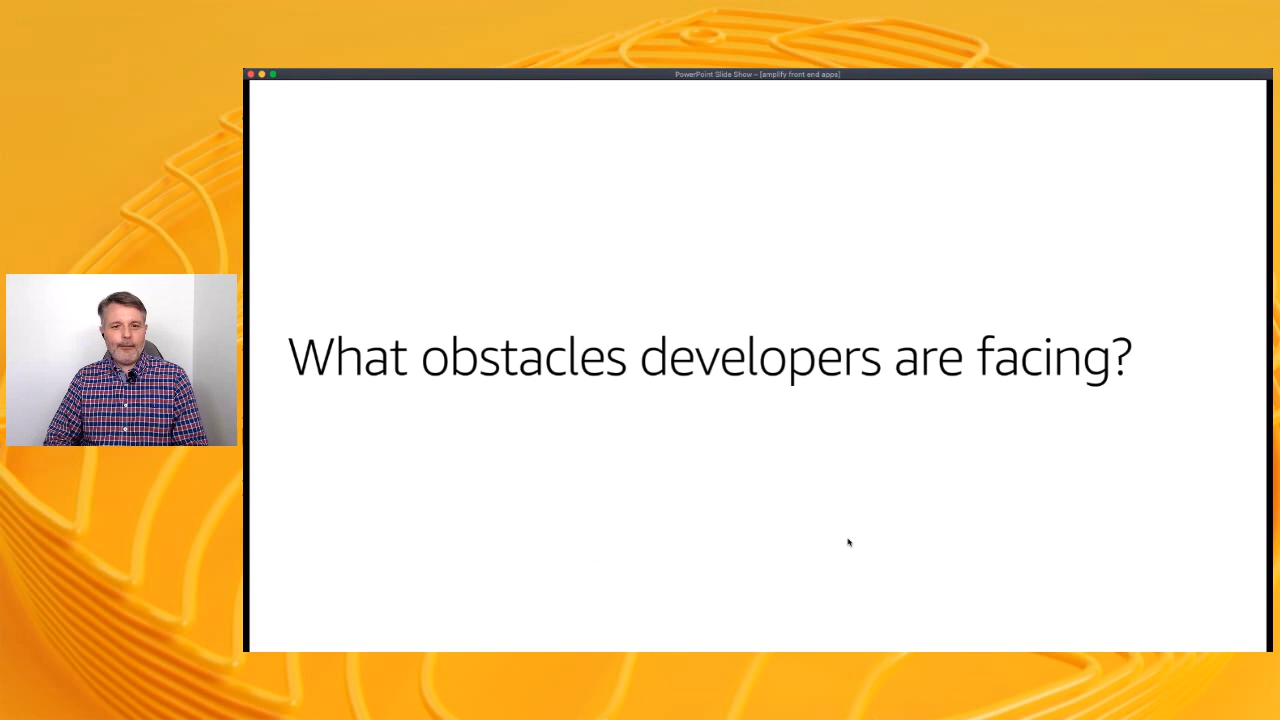 PowerPoint Slide Show – [amplify front end apps]
What obstacles developers are facing?